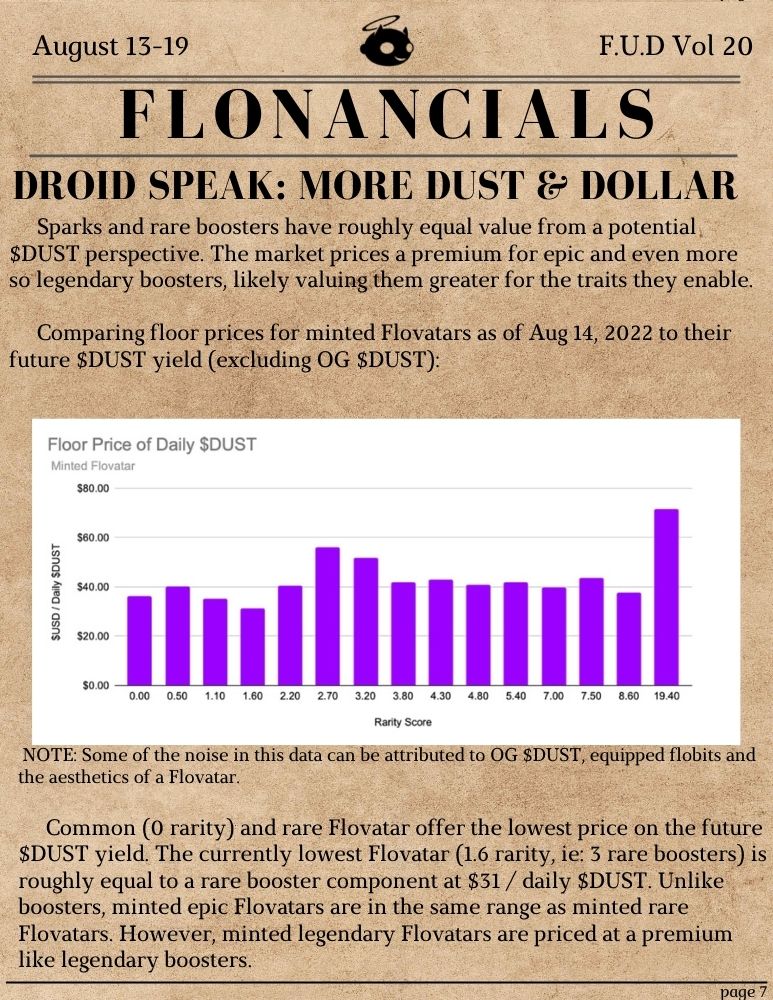 August 13-19
F.U.D Vol 20
FLONANCIALS
DROID SPEAK: MORE DUST & DOLLAR
Sparks and rare boosters have roughly equal value from a potential
$DUST perspective. The market prices a premium for epic and even more
so legendary boosters, likely valuing them greater for the traits they enable.
Comparing floor prices for minted Flovatars as of Aug 14, 2022 to their
future $DUST yield (excluding OG $DUST):
Floor Price of Daily $DUST
Minted Flovatar
$80.00
$60.00
$40.00
$20.00
$0.00
$USD / Daily $DUST
0.00 0.50 1.10 1.60 2.20 2.70 3.20 3.80 4.30 4.80 5.40 7.00 7.50 8.60 19.40
Rarity Score
NOTE: Some of the noise in this data can be attributed to OG $DUST, equipped flobits and
the aesthetics of a Flovatar.
Common (0 rarity) and rare Flovatar offer the lowest price on the future
$DUST yield. The currently lowest Flovatar (1.6 rarity, ie: 3 rare boosters) is
roughly equal to a rare booster component at $31 / daily $DUST. Unlike
boosters, minted epic Flovatars are in the same range as minted rare
Flovatars. However, minted legendary Flovatars are priced at a premium
like legendary boosters.
page 7